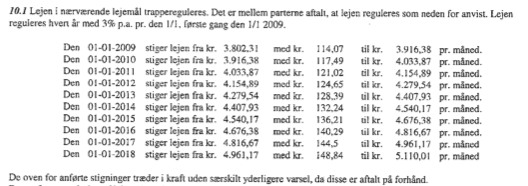 10.1 Lejen i nærværende lejemål trappereguleres. Det er mellem parterne aftalt, at lejen reguleres som neden for anvist. Lejen
reguleres hvert år med 3% p.a. pr. den 1/1, første gang den 1/1 2009.
Den 01-01-2009 stiger lejen fra kr. 3.802,31 med kr. 114,07 til kr. 3.916,38 pr. måned.
Den 01-01-2010 stiger lejen fra kr. 3.916,38 med kr. 117,49 til kr. 4.033,87 pr. måned.
Den 01-01-2011 stiger lejen fra kr. 4.033,87 med kr. 121,02 til kr. 4.154,89 pr. måned.
Den 01-01-2012 stiger lejen fra kr. 4.154,89 med kr. 124,65 til kr. 4.279,54 pr. måned.
Den 01-01-2013 stiger lejen fra kr. 4.279,54 med kr. 128,39 til kr. 4.407,93 pr. måned.
Den 01-01-2014 stiger lejen fra kr. 4.407,93 med kr. 132,24 til kr. 4.540,17 pr. måned.
Den 01-01-2015 stiger lejen fra kr. 4.540,17 med kr. 136,21 til kr. 4.676,38 pr. måned.
Den 01-01-2016 stiger lejen fra kr. 4.676,38 med kr. 140,29 til kr. 4.816,67 pr. måned.
Den 01-01-2017 stiger lejen fra kr. 4.816,67 med kr. 144,5 til kr. 4.961,17 pr. måned.
Den 01-01-2018 stiger lejen fra kr. 4.961,17 med kr. 148,84 til kr. 5.110,01 pr. måned
De oven for anførte stigninger træder i kraft uden særskilt yderligere varsel, da disse er aftalt på forhånd.